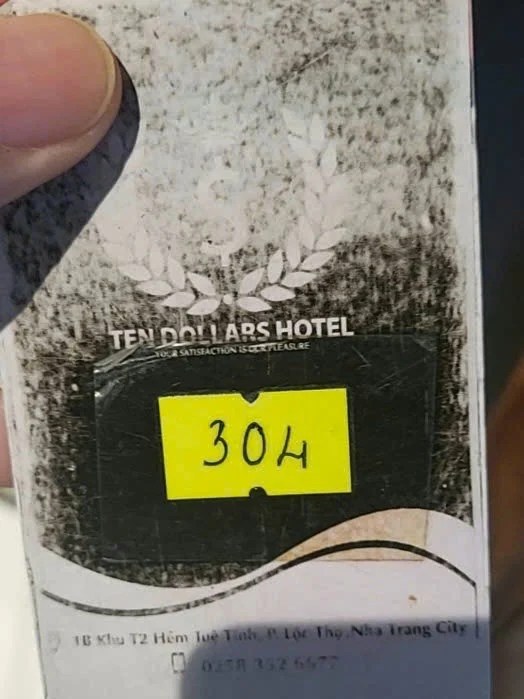 $
TEN DOLLARS HOTEL
YOUR SATISFACTION IS OUR PLEASURE
304
1B Khu T2 Hẻm Tuệ Tĩnh, P. Lộc Thọ, Nha Trang City
0258 352 6677